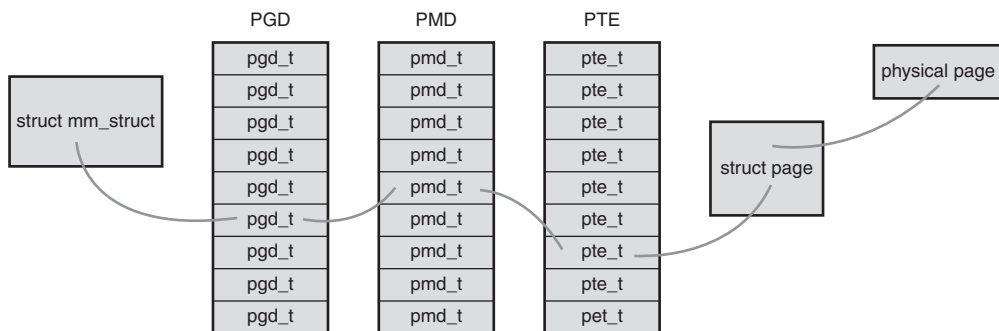 PGD
PMD
PTE
struct mm_struct
pgd_t
pgd_t
pgd_t
pgd_t
pgd_t
pgd_t
pgd_t
pgd_t
pgd_t
pmd_t
pmd_t
pmd_t
pmd_t
pmd_t
pmd_t
pmd_t
pmd_t
pmd_t
pte_t
pte_t
pte_t
pte_t
pte_t
pte_t
pte_t
pte_t
pet_t
struct page
physical page